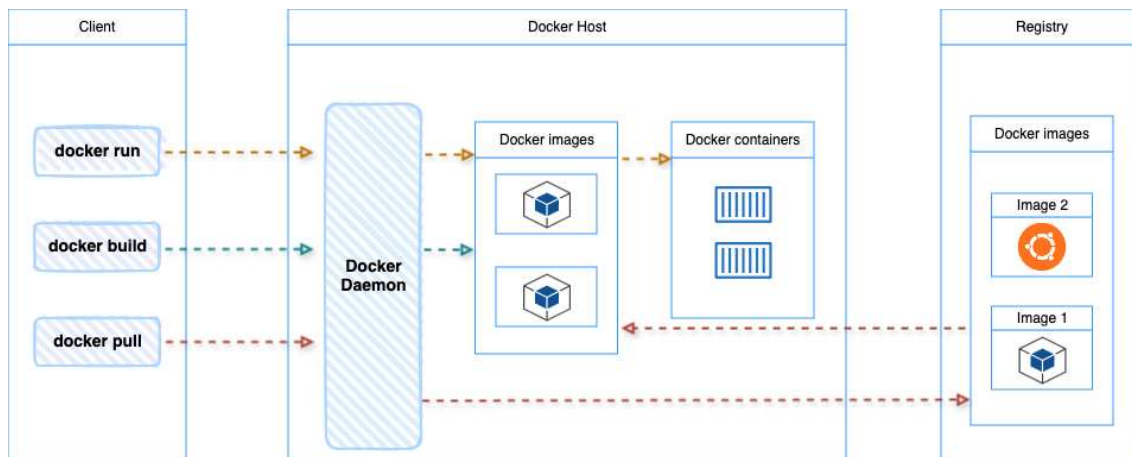 Client
Docker Host
Registry
docker run
docker build
docker pull
Docker
Daemon
Docker images
Docker containers
Docker images
Image 2
Image 1